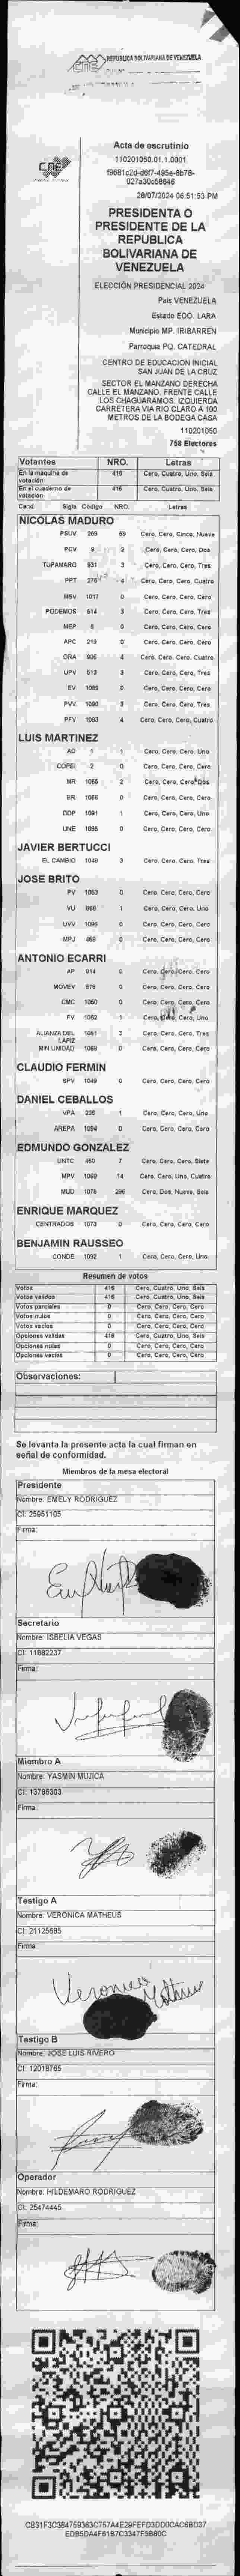 REPUBLICA BOLIVARIANA DE VENEZUELA
CNE
CNE
Acta de escrutinio
110201050.01.1.0001
28/07/2024 06:51:53 PM
PRESIDENTA O
PRESIDENTE DE LA
REPUBLICA
BOLIVARIANA DE
VENEZUELA
ELECCIÓN PRESIDENCIAL 2024
Pais VENEZUELA
Estado EDO. LARA
Municipio MP. IRIBARREN
Parroquia PQ. CATEDRAL
CENTRO DE EDUCACION INICIAL
SAN JUAN DE LA CRUZ
SECTOR EL MANZANO DERECHA
CALLE EL MANZANO. FRENTE CALLE
LOS CHAGUARAMOS. IZQUIERDA
CARRETERA VIA RIO CLARO A 100
METROS DE LA BODEGA CASA
110201050
758 Electores
Votantes NRO. Letras
En la maquina de votación 416 Cero, Cuatro, Uno, Seis
En el cuaderno de votación 416 Cero, Cuatro, Uno, Seis
Cand Sigla Código NRO. Letras
NICOLAS MADURO
PSUV 269 59 Cero, Cero, Cinco, Nueve
PCV 9 2 Cero, Cero, Cero, Dos
TUPAMARO 931 3 Cero, Cero, Cero, Tres
PPT 276 4 Cero, Cero, Cero, Cuatro
MSV 1017 0 Cero, Cero, Cero, Cero
PODEMOS 514 3 Cero, Cero, Cero, Tres
MEP 6 0 Cero, Cero, Cero, Cero
APC 219 0 Cero, Cero, Cero, Cero
ORA 906 4 Cero, Cero, Cero, Cuatro
UPV 513 3 Cero, Cero, Cero, Tres
EV 1089 0 Cero, Cero, Cero, Cero
PVV 1090 3 Cero, Cero, Cero, Tres
PFV 1093 4 Cero, Cero, Cero, Cuatro
LUIS MARTINEZ
AD 1 1 Cero, Cero, Cero, Uno
COPEI 2 0 Cero, Cero, Cero, Cero
MR 1065 2 Cero, Cero, Cero, Dos
BR 1066 0 Cero, Cero, Cero, Cero
DDP 1091 1 Cero, Cero, Cero, Uno
UNE 1096 0 Cero, Cero, Cero, Cero
JAVIER BERTUCCI
EL CAMBIO 1048 3 Cero, Cero, Cero, Tres
JOSE BRITO
PV 1053 0 Cero, Cero, Cero, Cero
VU 868 1 Cero, Cero, Cero, Uno
UVV 1096 0 Cero, Cero, Cero, Cero
MPJ 468 0 Cero, Cero, Cero, Cero
ANTONIO ECARRI
AP 914 0 Cero, Cero, Cero, Cero
MOVEV 979 0 Cero, Cero, Cero, Cero
CMC 1050 0 Cero, Cero, Cero, Cero
FV 1052 1 Cero, Cero, Cero, Uno
ALIANZA DEL LAPIZ 1061 3 Cero, Cero, Cero, Tres
MIN UNIDAD 1069 0 Cero, Cero, Cero, Cero
CLAUDIO FERMIN
SPV 1049 0 Cero, Cero, Cero, Cero
DANIEL CEBALLOS
VPA 236 1 Cero, Cero, Cero, Uno
AREPA 1094 0 Cero, Cero, Cero, Cero
EDMUNDO GONZALEZ
UNTC 460 7 Cero, Cero, Cero, Siete
MPV 1069 14 Cero, Cero, Uno, Cuatro
MUD 1078 296 Cero, Dos, Nueve, Seis
ENRIQUE MARQUEZ
CENTRADOS 1073 0 Cero, Cero, Cero, Cero
BENJAMIN RAUSSEO
CONDE 1092 1 Cero, Cero, Cero, Uno
Resumen de votos
Votos 416 Cero, Cuatro, Uno, Seis
Votos validos 416 Cero, Cuatro, Uno, Seis
Votos parciales 0 Cero, Cero, Cero, Cero
Votos nulos 0 Cero, Cero, Cero, Cero
Votos vacios 0 Cero, Cero, Cero, Cero
Opciones validas 416 Cero, Cuatro, Uno, Seis
Opciones nulas 0 Cero, Cero, Cero, Cero
Opciones vacias 0 Cero, Cero, Cero, Cero
Observaciones:
Se levanta la presente acta la cual firman en
señal de conformidad.
Miembros de la mesa electoral
Presidente
Nombre: EMELY RODRIGUEZ
CI: 25951105
Firma:
Secretario
Nombre: ISBELIA VEGAS
CI: 11882237
Firma:
Miembro A
Nombre: YASMIN MUJICA
CI: 13786303
Firma:
Testigo A
Nombre: VERONICA MATHEUS
CI: 21125685
Firma:
Veronica Matheus
Testigo B
Nombre: JOSE LUIS RIVERO
CI: 12018765
Firma:
Operador
Nombre: HILDEMARO RODRIGUEZ
CI: 25474445
Firma: